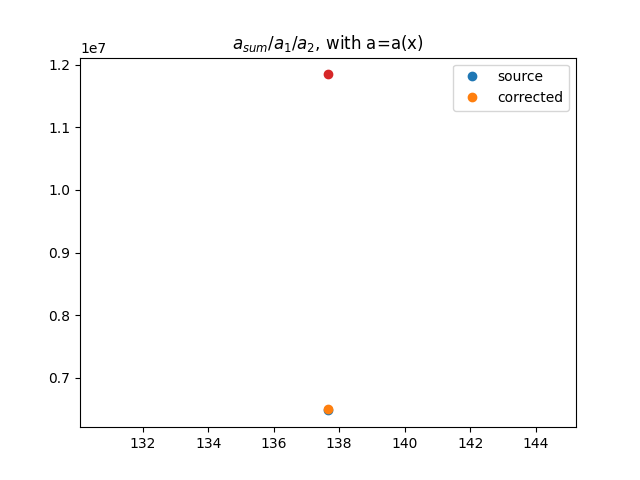 a_sum/a_1/a_2, with a=a(x)
1e7
1.2
1.1
1.0
0.9
0.8
0.7
source
corrected
132 134 136 138 140 142 144